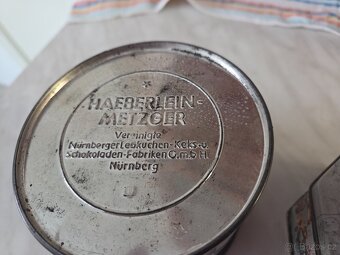 HAEBERLEIN-
METZGER
Vereinigte
Nürnberger Lebkuchen-Keks-u.
Schokoladen-Fabriken G.m.b.H.
Nürnberg